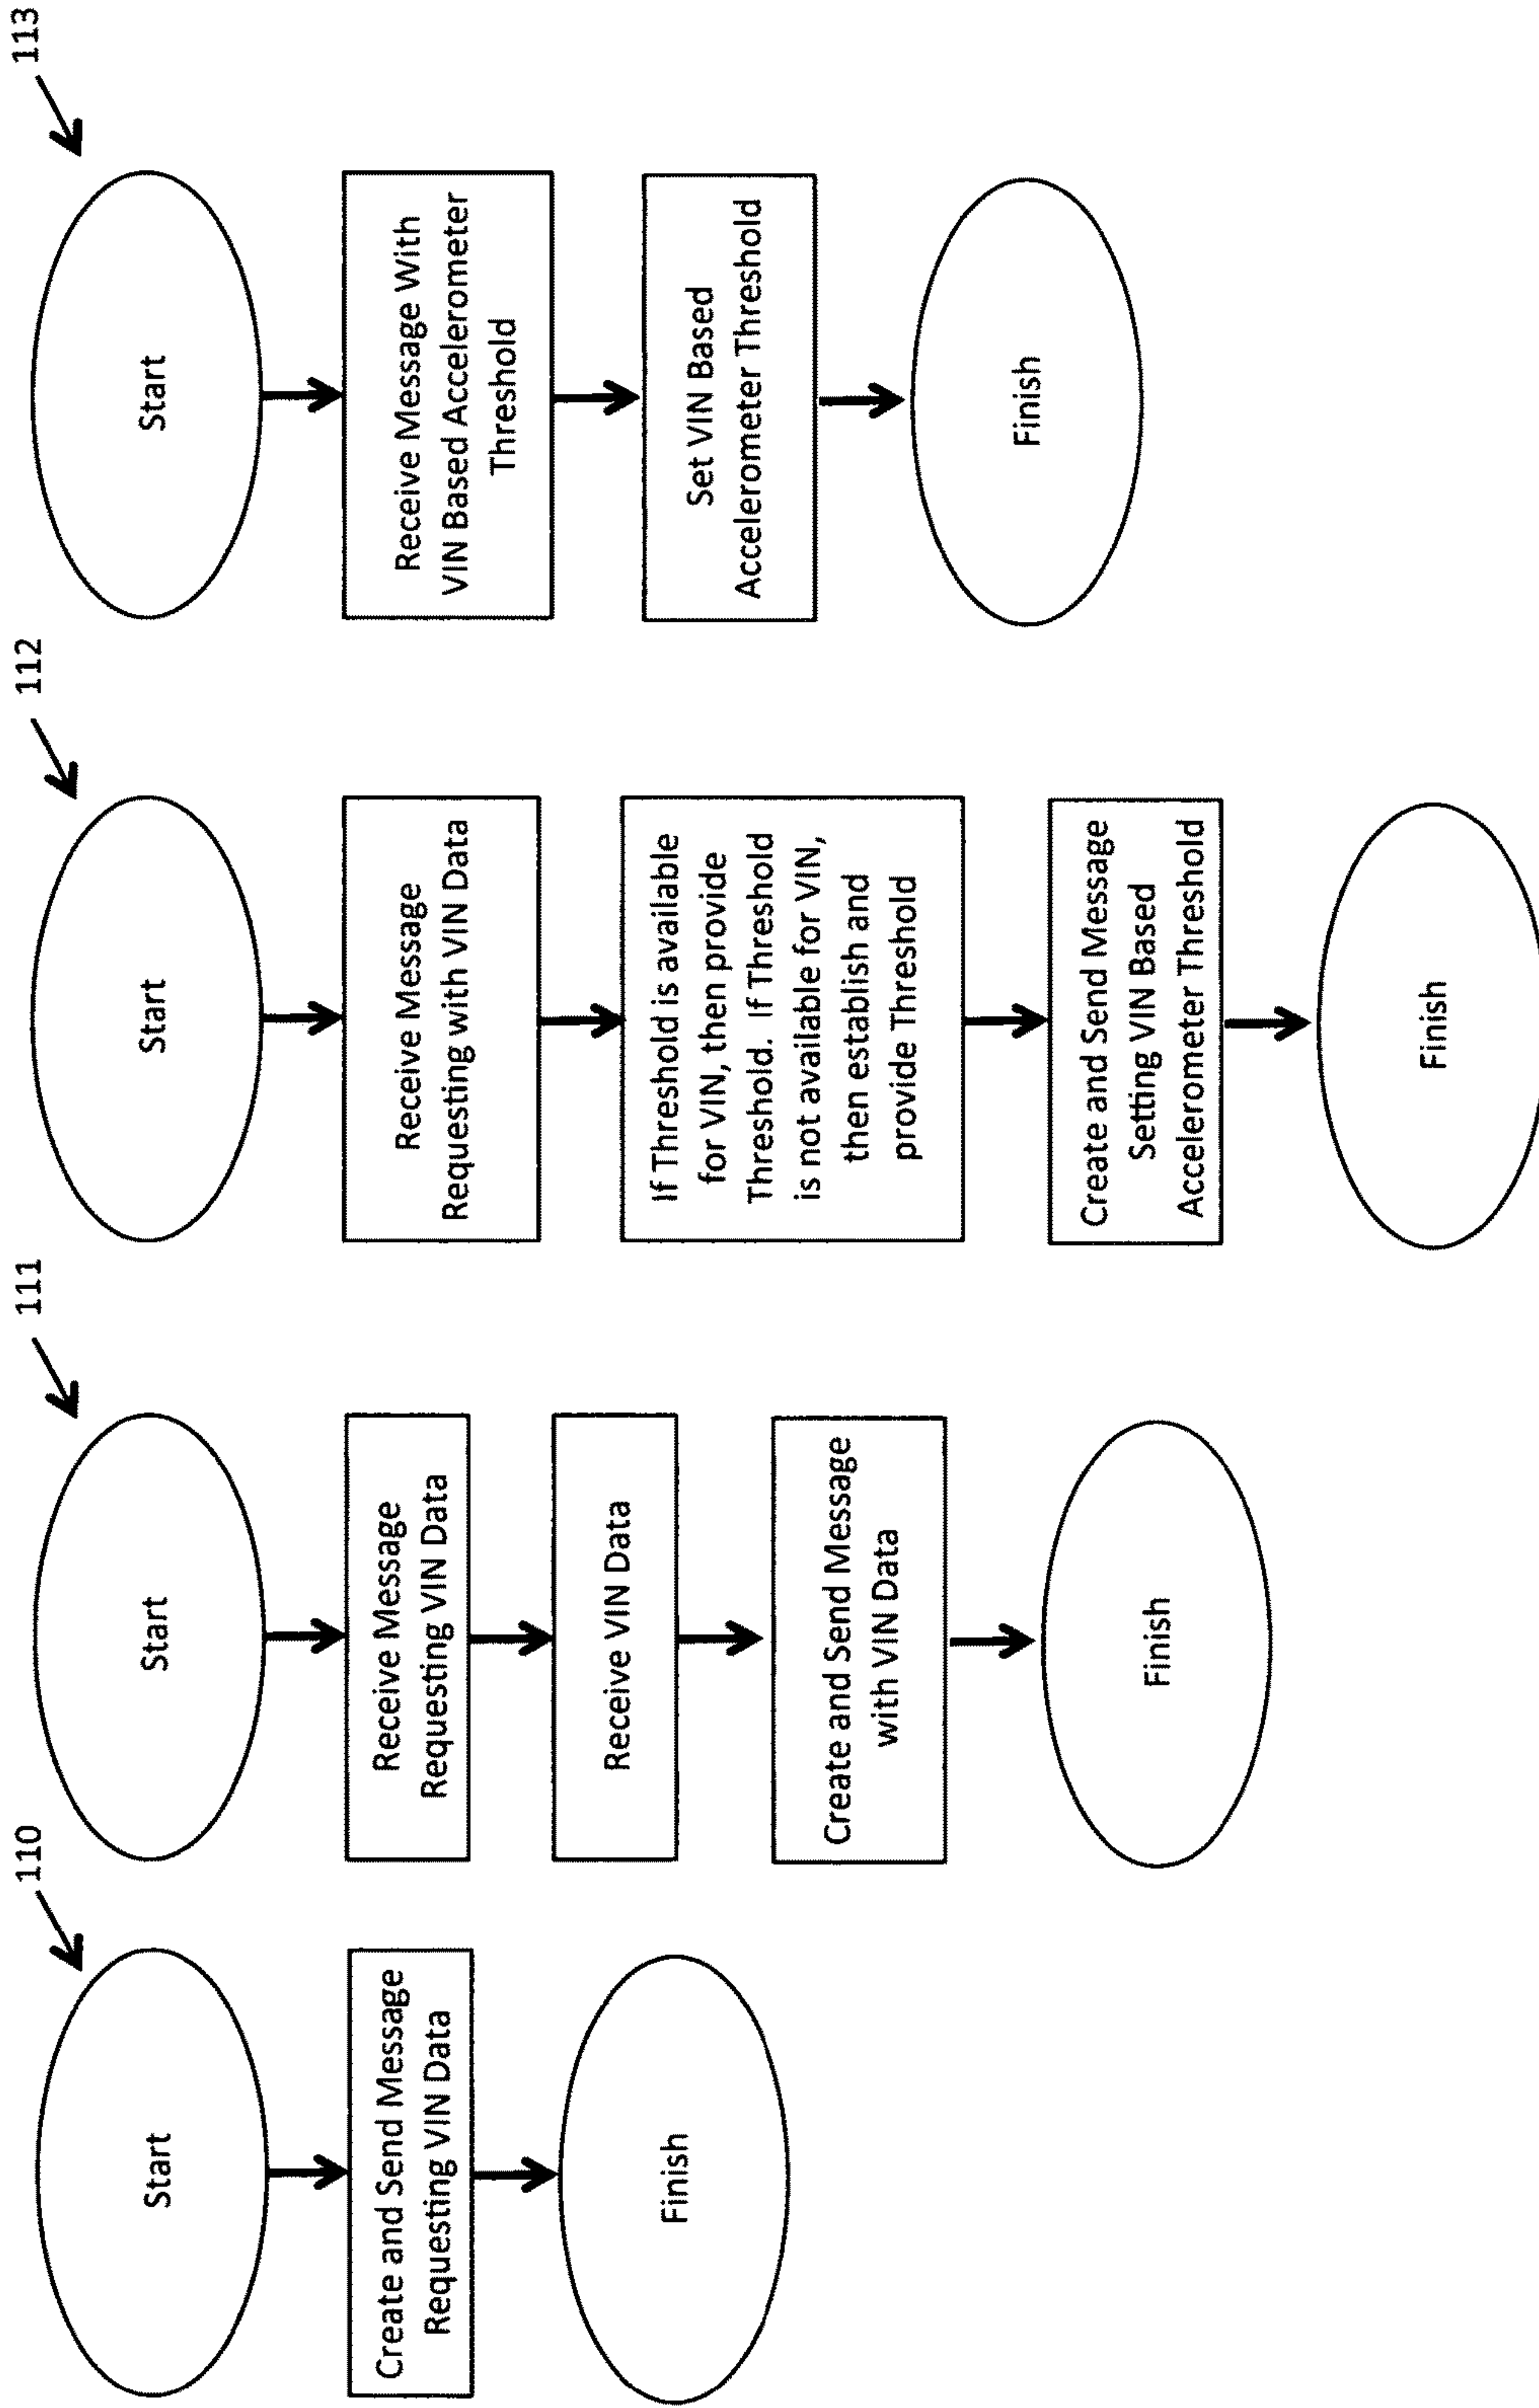 110
Start
Create and Send Message
Requesting VIN Data
Finish
111
Start
Receive Message
Requesting VIN Data
Receive VIN Data
Create and Send Message
with VIN Data
Finish
112
Start
Receive Message
Requesting with VIN Data
If Threshold is available
for VIN, then provide
Threshold. If Threshold
is not available for VIN,
then establish and
provide Threshold
Create and Send Message
Setting VIN Based
Accelerometer Threshold
Finish
113
Start
Receive Message With
VIN Based Accelerometer
Threshold
Set VIN Based
Accelerometer Threshold
Finish